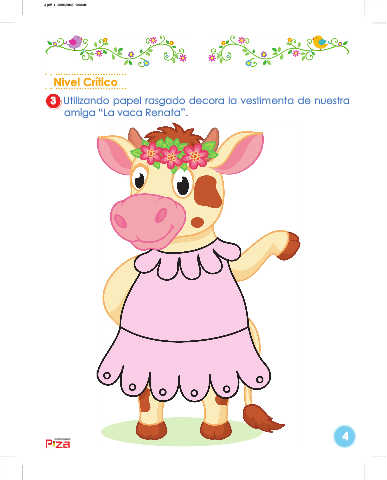 Nivel Crítico
3 Utilizando papel rasgado decora la vestimenta de nuestra
amiga “La vaca Renata”.
PiZA
4